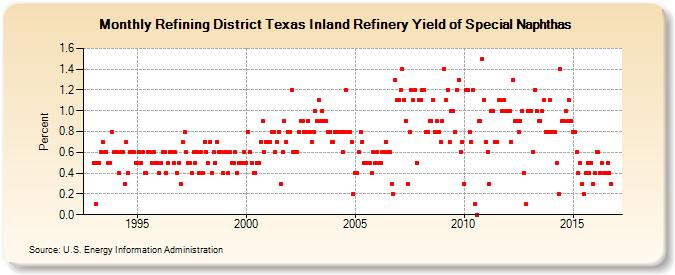 Monthly Refining District Texas Inland Refinery Yield of Special Naphthas
Percent
1.6
1.4
1.2
1.0
0.8
0.6
0.4
0.2
0.0
1995 2000 2005 2010 2015
Source: U.S. Energy Information Administration